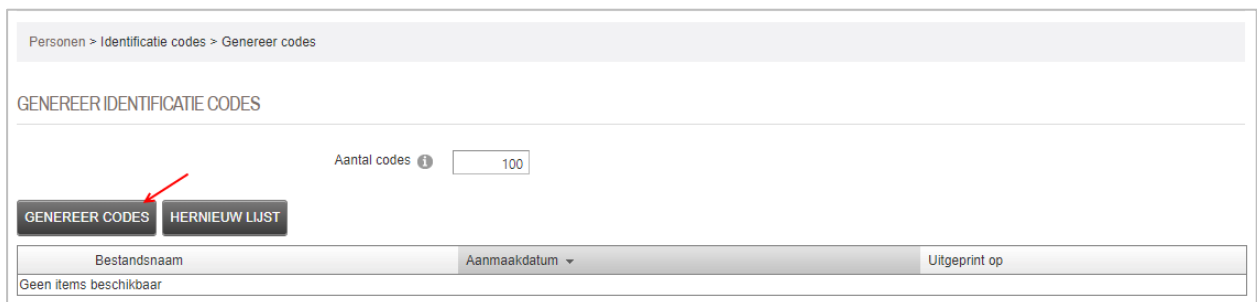 Personen > Identificatie codes > Genereer codes
GENEREER IDENTIFICATIE CODES
Aantal codes 100
GENEREER CODES HERNIEUW LIJST
Bestandsnaam Aanmaakdatum Uitgeprint op
Geen items beschikbaar